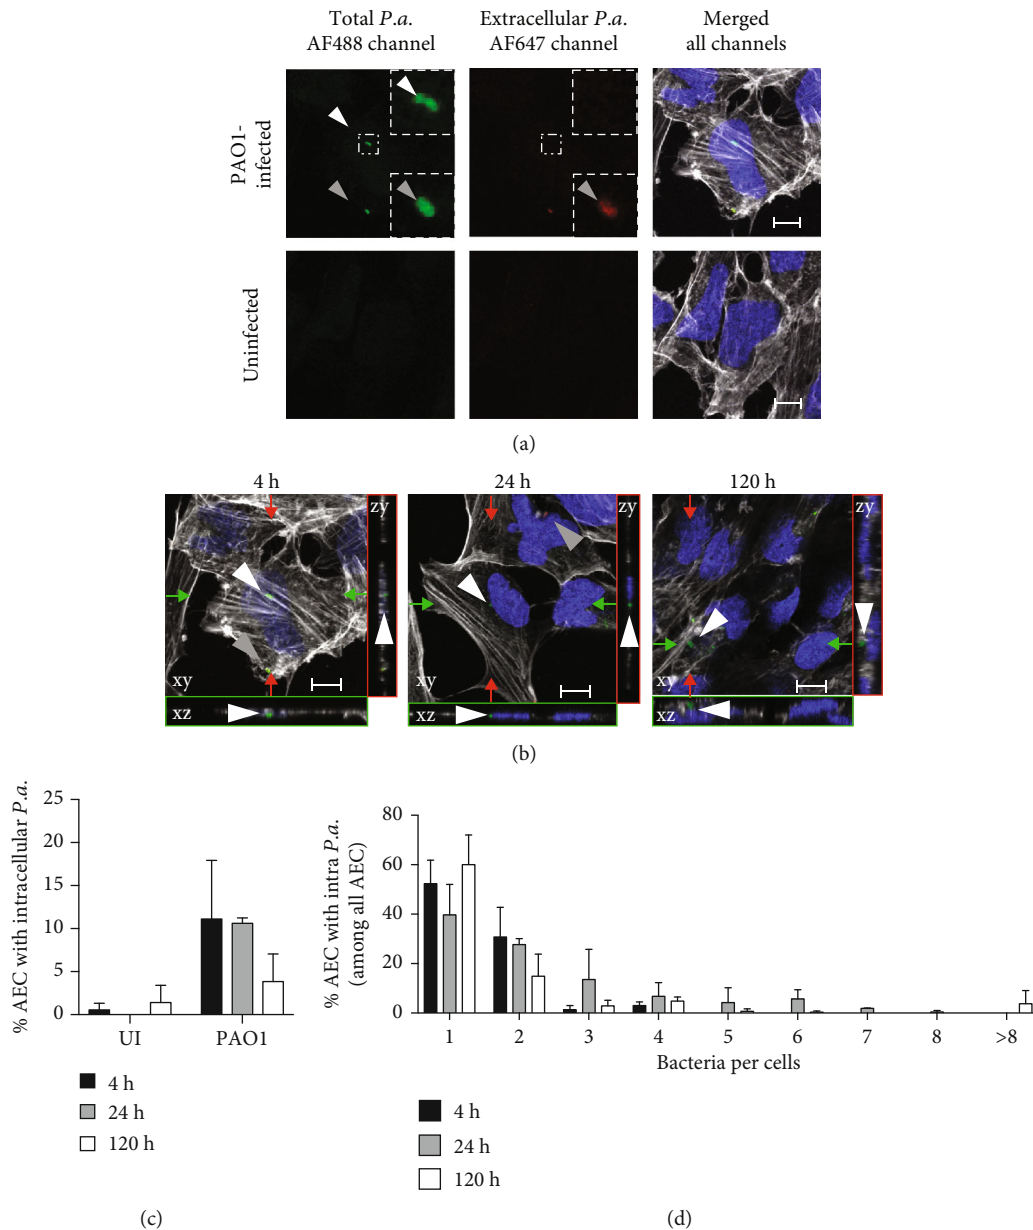 Total P.a.
AF488 channel
Extracellular P.a.
AF647 channel
Merged
all channels
PAO1-
infected
Uninfected
(a)
4 h
24 h
120 h
zy
zy
zy
xy
xy
xy
xz
xz
xz
(b)
% AEC with intracellular P.a.
25
20
15
10
5
0
UI
PAO1
4 h
24 h
120 h
(c)
% AEC with intra P.a.
(among all AEC)
80
60
40
20
0
1
2
3
4
5
6
7
8
>8
Bacteria per cells
4 h
24 h
120 h
(d)